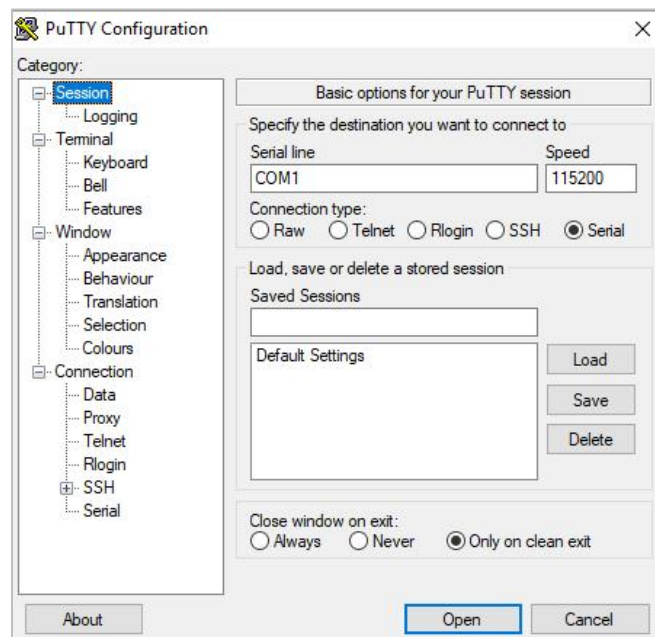 PuTTY Configuration
Category:
Session
Logging
Terminal
Keyboard
Bell
Features
Window
Appearance
Behaviour
Translation
Selection
Colours
Connection
Data
Proxy
Telnet
Rlogin
SSH
Serial
Basic options for your PuTTY session
Specify the destination you want to connect to
Serial line Speed
COM1 115200
Connection type:
Raw Telnet Rlogin SSH Serial
Load, save or delete a stored session
Saved Sessions
Default Settings
Load
Save
Delete
Close window on exit:
Always Never Only on clean exit
About Open Cancel